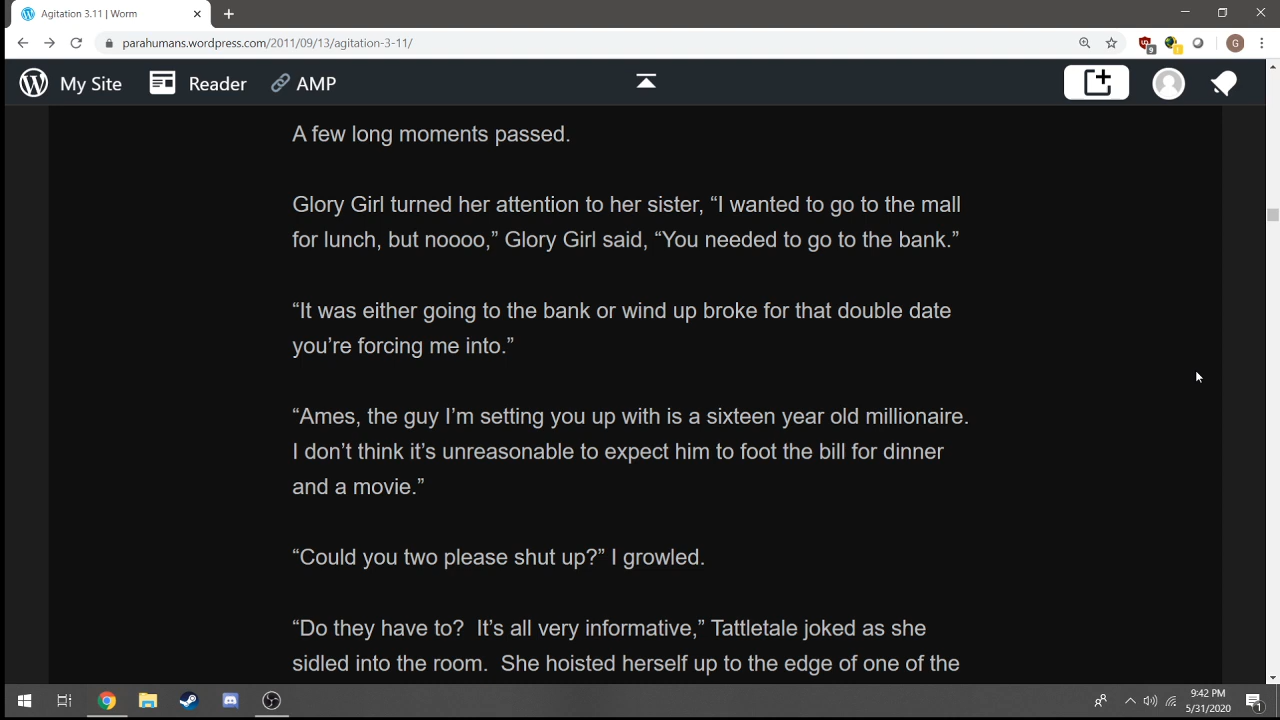 Agitation 3.11 | Worm
parahumans.wordpress.com/2011/09/13/agitation-3-11/
9
G
My Site
Reader
AMP
A few long moments passed.
Glory Girl turned her attention to her sister, “I wanted to go to the mall
for lunch, but noooo,” Glory Girl said, “You needed to go to the bank.”
“It was either going to the bank or wind up broke for that double date
you’re forcing me into.”
“Ames, the guy I’m setting you up with is a sixteen year old millionaire.
I don’t think it’s unreasonable to expect him to foot the bill for dinner
and a movie.”
“Could you two please shut up?” I growled.
“Do they have to?  It’s all very informative,” Tattletale joked as she
sidled into the room.  She hoisted herself up to the edge of one of the
9:42 PM
5/31/2020
1